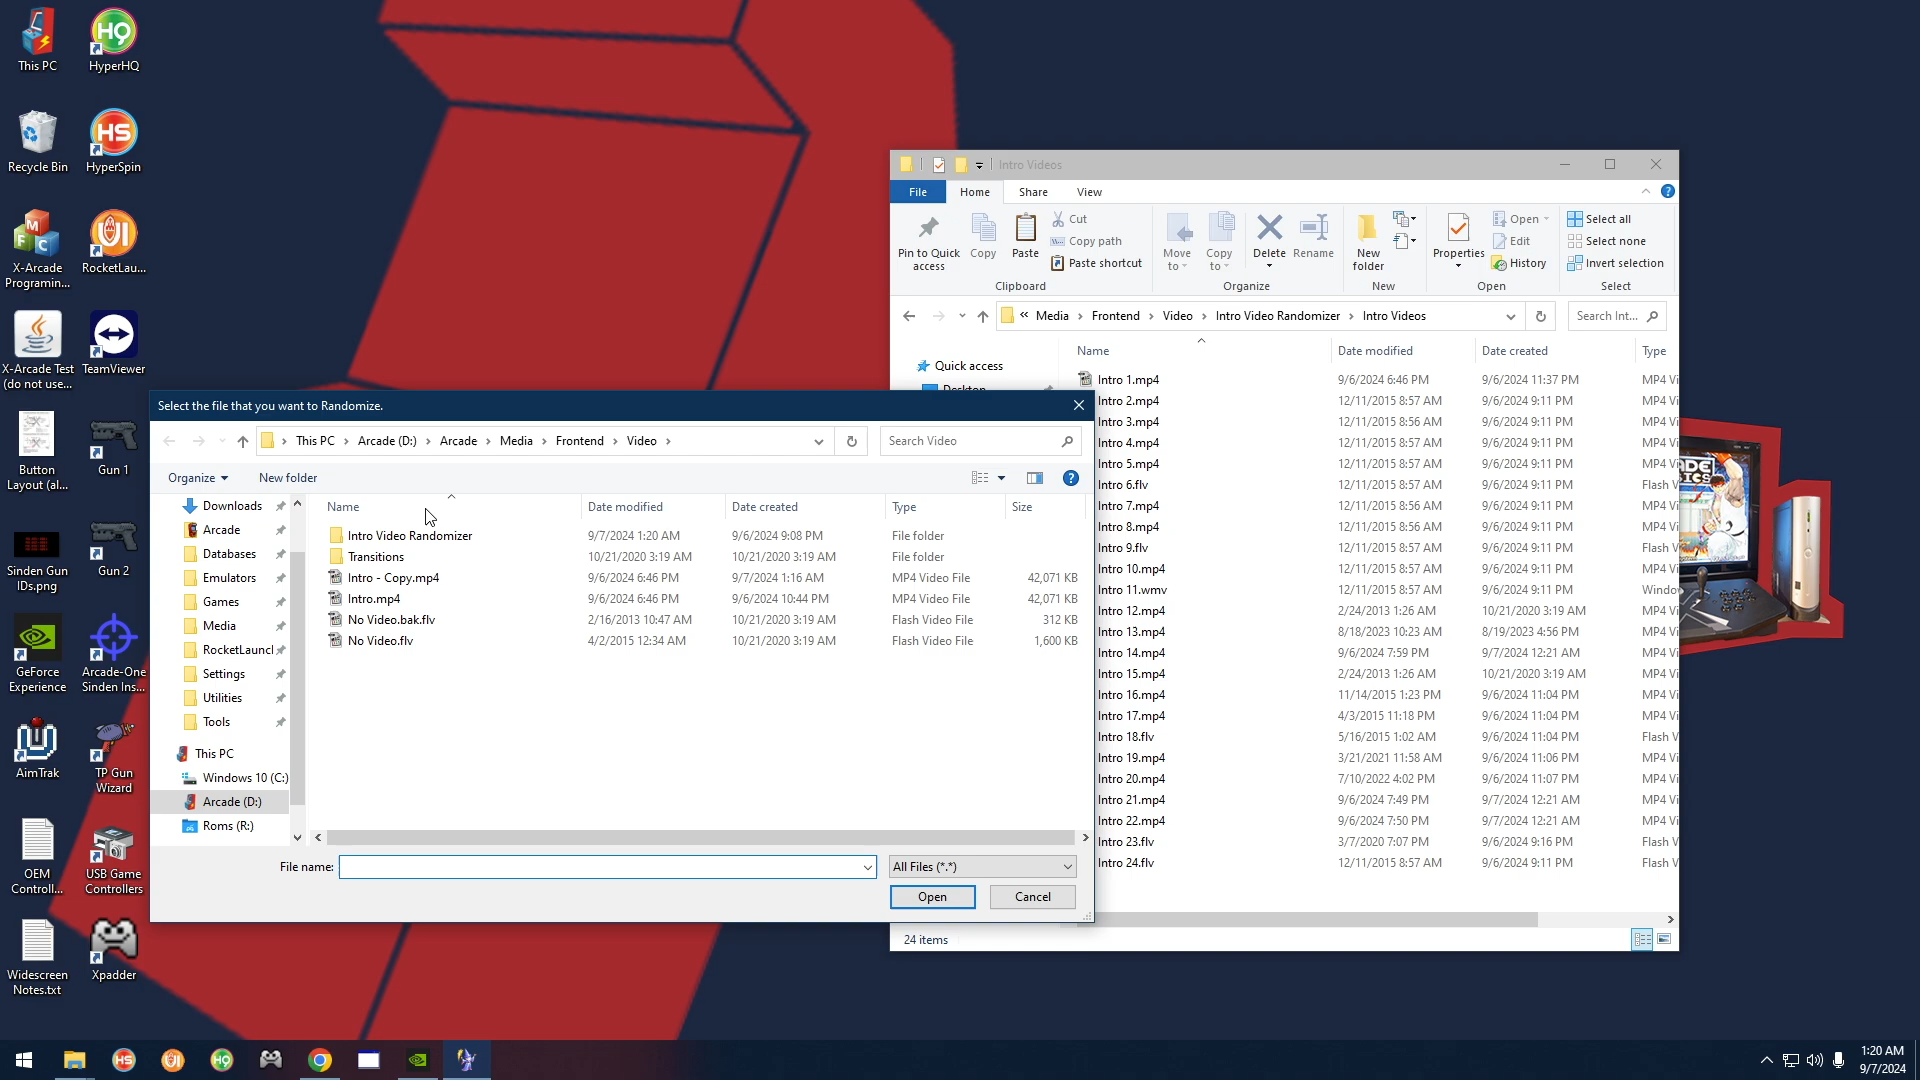 This PC
HyperHQ
Recycle Bin
HyperSpin
X-Arcade
Programin...
RocketLau...
X-Arcade Test
(do not use...
TeamViewer
Button
Layout (al...
Gun 1
Sinden Gun
IDs.png
Gun 2
GeForce
Experience
Arcade-One
Sinden Ins...
AimTrak
TP Gun
Wizard
OEM
Controll...
USB Game
Controllers
Widescreen
Notes.txt
Xpadder
Intro Videos
File Home Share View
Pin to Quick
access
Copy
Paste
Cut
Copy path
Paste shortcut
Clipboard
Move
to
Copy
to
Delete
Rename
Organize
New
folder
New
Properties
Open
Edit
History
Open
Select all
Select none
Invert selection
Select
« Media > Frontend > Video > Intro Video Randomizer > Intro Videos
Search Int...
Quick access
Name Date modified Date created Type
Intro 1.mp4 9/6/2024 6:46 PM 9/6/2024 11:37 PM MP4 Vi
Intro 2.mp4 12/11/2015 8:57 AM 9/6/2024 9:11 PM MP4 Vi
Intro 3.mp4 12/11/2015 8:56 AM 9/6/2024 9:11 PM MP4 Vi
Intro 4.mp4 12/11/2015 8:57 AM 9/6/2024 9:11 PM MP4 Vi
Intro 5.mp4 12/11/2015 8:57 AM 9/6/2024 9:11 PM MP4 Vi
Intro 6.flv 12/11/2015 8:57 AM 9/6/2024 9:11 PM Flash V
Intro 7.mp4 12/11/2015 8:56 AM 9/6/2024 9:11 PM MP4 Vi
Intro 8.mp4 12/11/2015 8:56 AM 9/6/2024 9:11 PM MP4 Vi
Intro 9.flv 12/11/2015 8:57 AM 9/6/2024 9:11 PM Flash V
Intro 10.mp4 12/11/2015 8:57 AM 9/6/2024 9:11 PM MP4 Vi
Intro 11.wmv 12/11/2015 8:57 AM 9/6/2024 9:11 PM Windov
Intro 12.mp4 2/24/2013 1:26 AM 10/21/2020 3:19 AM MP4 Vi
Intro 13.mp4 8/18/2023 10:23 AM 8/19/2023 4:56 PM MP4 Vi
Intro 14.mp4 9/6/2024 7:59 PM 9/7/2024 12:21 AM MP4 Vi
Intro 15.mp4 2/24/2013 1:26 AM 10/21/2020 3:19 AM MP4 Vi
Intro 16.mp4 11/14/2015 1:23 PM 9/6/2024 11:04 PM MP4 Vi
Intro 17.mp4 4/3/2015 11:18 PM 9/6/2024 11:04 PM MP4 Vi
Intro 18.flv 5/16/2015 1:02 AM 9/6/2024 11:04 PM Flash V
Intro 19.mp4 3/21/2021 11:58 AM 9/6/2024 11:06 PM MP4 Vi
Intro 20.mp4 7/10/2022 4:02 PM 9/6/2024 11:07 PM MP4 Vi
Intro 21.mp4 9/6/2024 7:49 PM 9/7/2024 12:21 AM MP4 Vi
Intro 22.mp4 9/6/2024 7:50 PM 9/7/2024 12:21 AM MP4 Vi
Intro 23.flv 3/7/2020 7:07 PM 9/6/2024 9:16 PM Flash V
Intro 24.flv 12/11/2015 8:57 AM 9/6/2024 9:11 PM Flash V
24 items
Select the file that you want to Randomize.
> This PC > Arcade (D:) > Arcade > Media > Frontend > Video >
Search Video
Organize New folder
Downloads
Arcade
Databases
Emulators
Games
Media
RocketLaunch
Settings
Utilities
Tools
This PC
Windows 10 (C:)
Arcade (D:)
Roms (R:)
Name Date modified Date created Type Size
Intro Video Randomizer 9/7/2024 1:20 AM 9/6/2024 9:08 PM File folder
Transitions 10/21/2020 3:19 AM 10/21/2020 3:19 AM File folder
Intro - Copy.mp4 9/6/2024 6:46 PM 9/7/2024 1:16 AM MP4 Video File 42,071 KB
Intro.mp4 9/6/2024 6:46 PM 9/6/2024 10:44 PM MP4 Video File 42,071 KB
No Video.bak.flv 2/16/2013 10:47 AM 10/21/2020 3:19 AM Flash Video File 312 KB
No Video.flv 4/2/2015 12:34 AM 10/21/2020 3:19 AM Flash Video File 1,600 KB
File name:
All Files (*.*)
Open Cancel
1:20 AM
9/7/2024